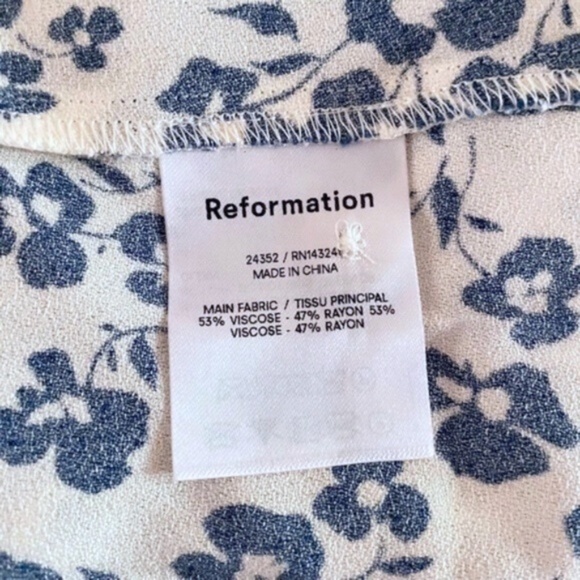 Reformation
24352 / RN14324
MADE IN CHINA
MAIN FABRIC / TISSU PRINCIPAL
53% VISCOSE - 47% RAYON 53%
VISCOSE - 47% RAYON